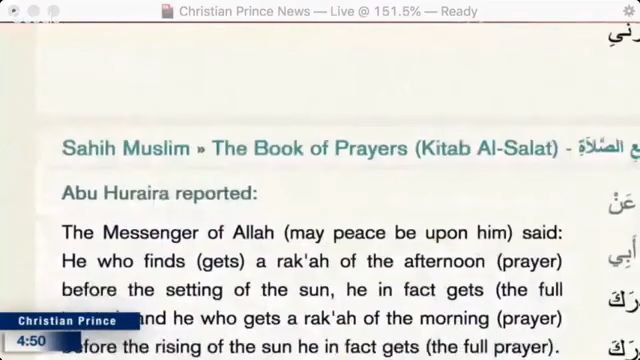 Christian Prince News — Live @ 151.5% — Ready
Sahih Muslim » The Book of Prayers (Kitab Al-Salat) - الصَّلاَةِ
Abu Huraira reported:
عَنْ
The Messenger of Allah (may peace be upon him) said:
أَبِي
He who finds (gets) a rak'ah of the afternoon (prayer)
before the setting of the sun, he in fact gets (the full
and he who gets a rak'ah of the morning (prayer)
before the rising of the sun he in fact gets (the full prayer).
Christian Prince
4:50